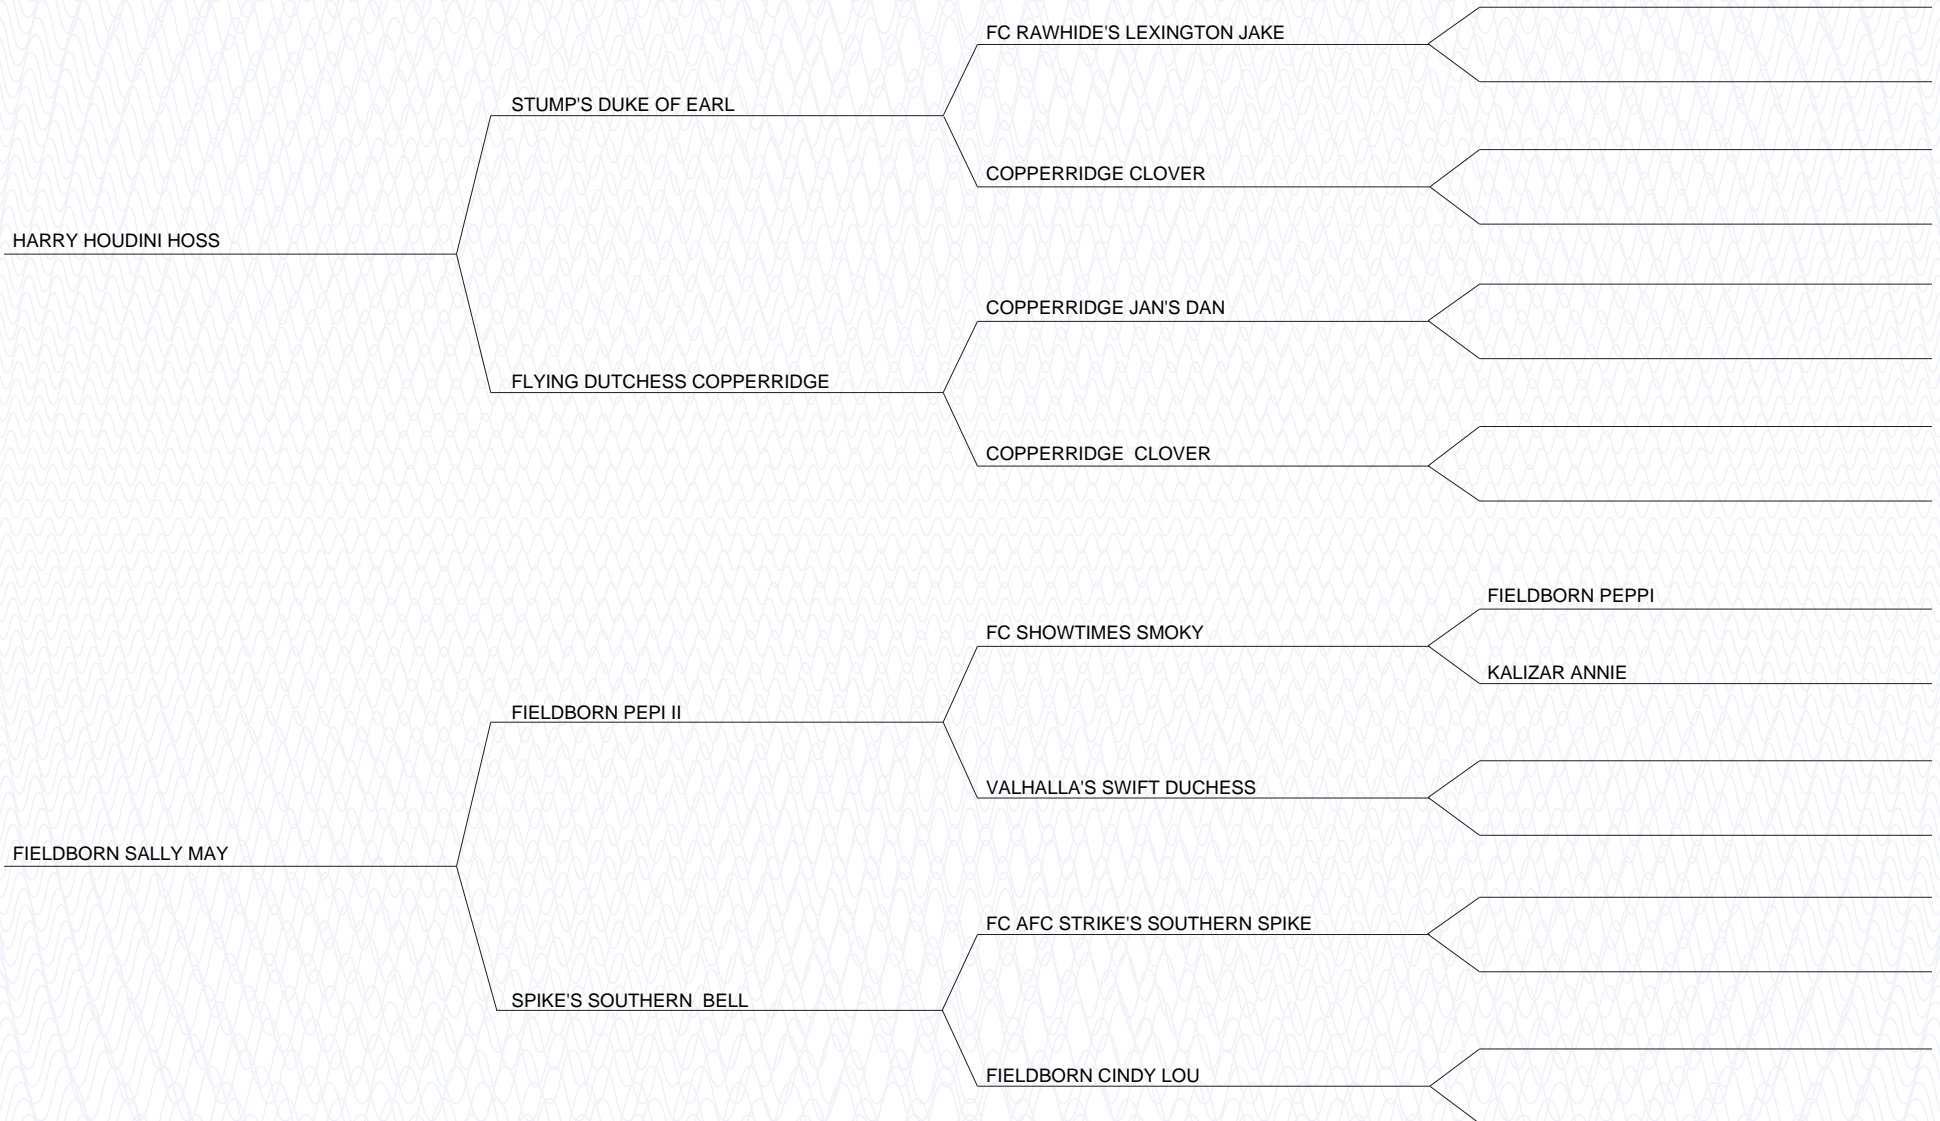 FC RAWHIDE'S LEXINGTON JAKE
STUMP'S DUKE OF EARL
COPPERRIDGE CLOVER
HARRY HOUDINI HOSS
COPPERRIDGE JAN'S DAN
FLYING DUTCHESS COPPERRIDGE
COPPERRIDGE  CLOVER
FIELDBORN PEPPI
FC SHOWTIMES SMOKY
KALIZAR ANNIE
FIELDBORN PEPI II
VALHALLA'S SWIFT DUCHESS
FIELDBORN SALLY MAY
FC AFC STRIKE'S SOUTHERN SPIKE
SPIKE'S SOUTHERN  BELL
FIELDBORN CINDY LOU